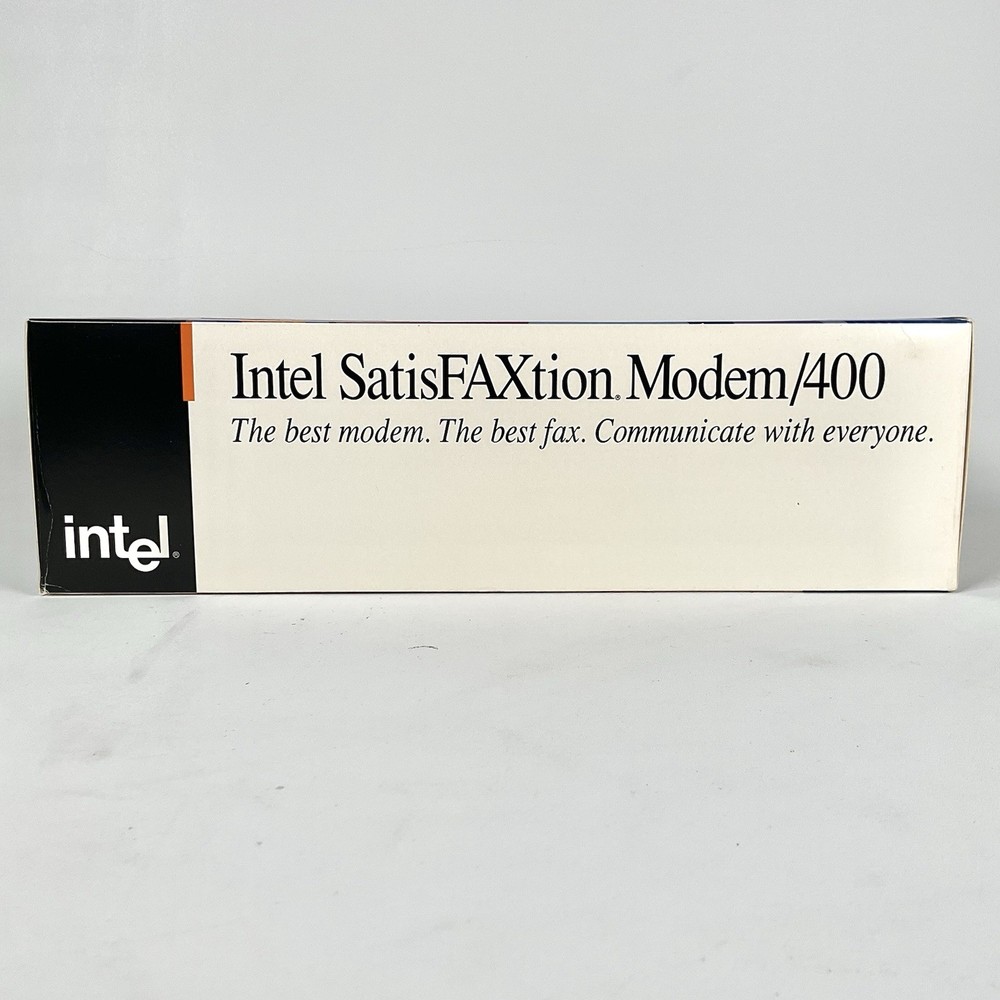 Intel SatisFAXtion® Modem/400
The best modem. The best fax. Communicate with everyone.
intel®